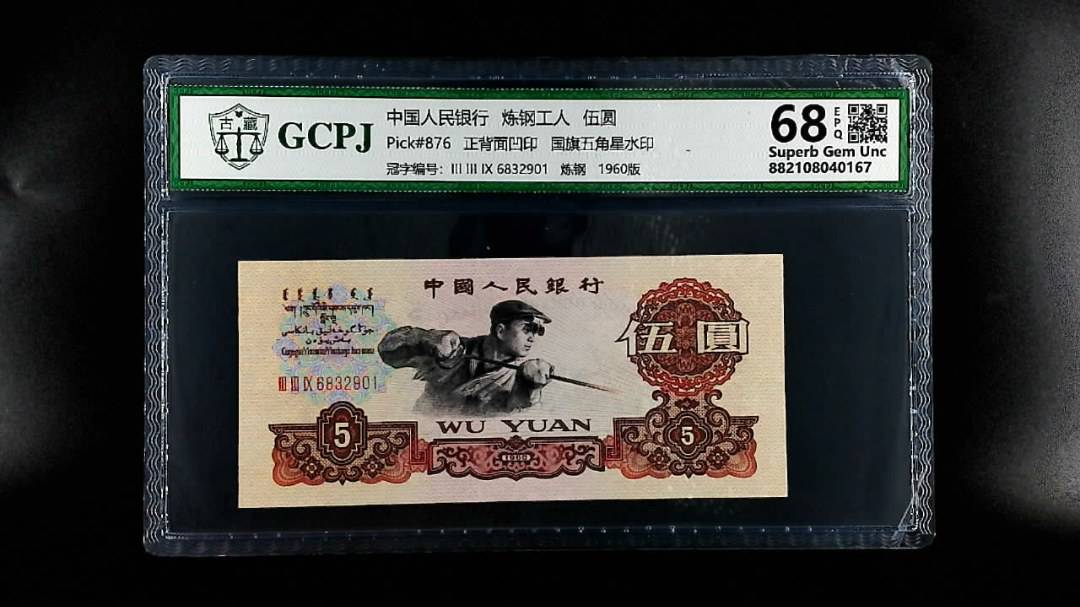 古藏
GCPJ
中国人民银行 炼钢工人 伍圆
Pick#876 正背面凹印 国旗五角星水印
冠字编号: III III IX 6832901 炼钢 1960版
68 EPQ
Superb Gem Unc
882108040167
中國人民銀行
伍圓
III III IX 6832901
5
WU YUAN
1960
5